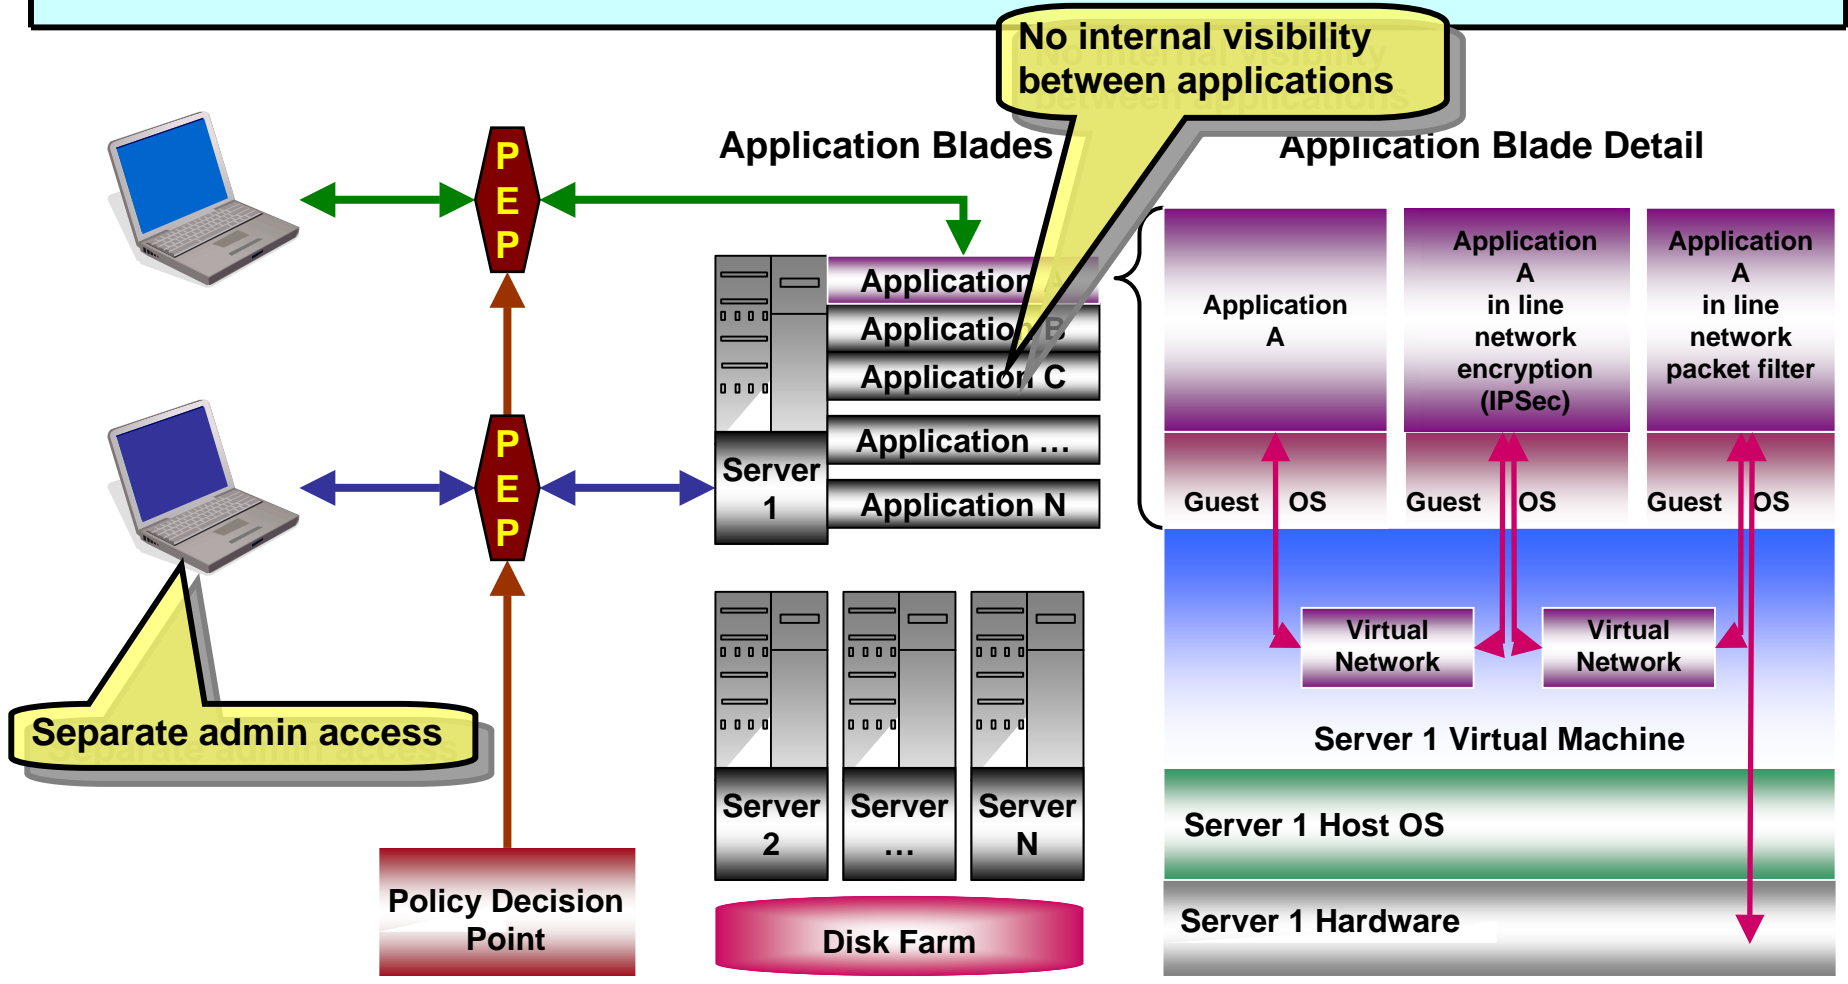 No internal visibility
between applications
Application Blades
Application Blade Detail
P
E
P
Application A
Application B
Application C
Application …
Application N
Server
1
P
E
P
Separate admin access
Policy Decision
Point
Server
2
Server
…
Server
N
Disk Farm
Application
A
Application
A
in line
network
encryption
(IPSec)
Application
A
in line
network
packet filter
Guest OS
Guest OS
Guest OS
Virtual
Network
Virtual
Network
Server 1 Virtual Machine
Server 1 Host OS
Server 1 Hardware